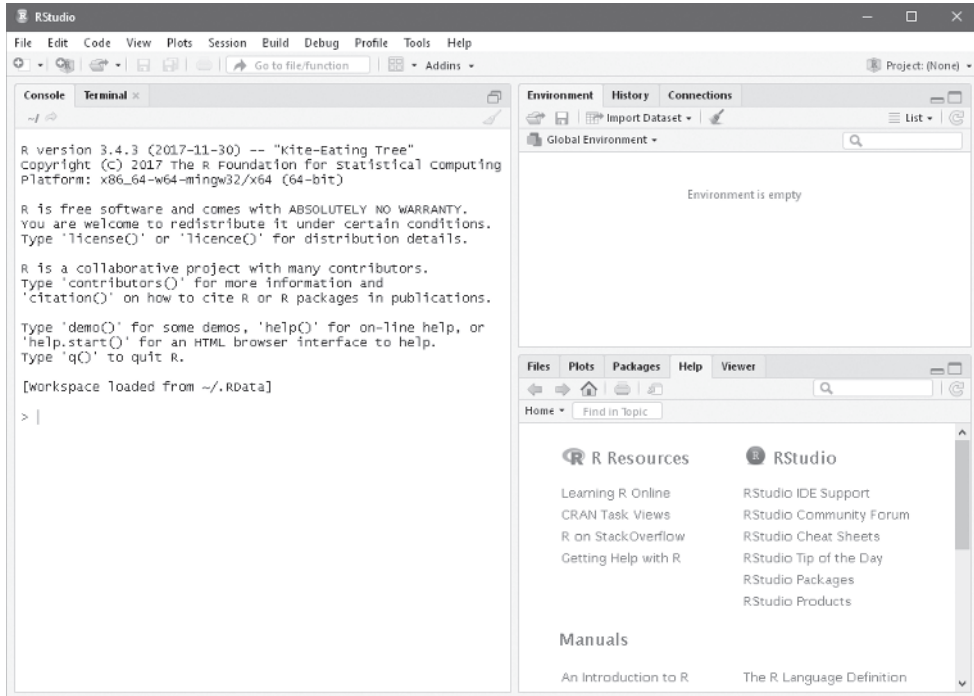 RStudio
File Edit Code View Plots Session Build Debug Profile Tools Help
Go to file/function Addins Project: (None)
Console Terminal
~/
R version 3.4.3 (2017-11-30) -- "Kite-Eating Tree"
Copyright (C) 2017 The R Foundation for Statistical Computing
Platform: x86_64-w64-mingw32/x64 (64-bit)
R is free software and comes with ABSOLUTELY NO WARRANTY.
You are welcome to redistribute it under certain conditions.
Type 'license()' or 'licence()' for distribution details.
R is a collaborative project with many contributors.
Type 'contributors()' for more information and
'citation()' on how to cite R or R packages in publications.
Type 'demo()' for some demos, 'help()' for on-line help, or
'help.start()' for an HTML browser interface to help.
Type 'q()' to quit R.
[Workspace loaded from ~/.RData]
>
Environment History Connections
Import Dataset List
Global Environment
Environment is empty
Files Plots Packages Help Viewer
Home Find in Topic
R R Resources
Learning R Online
CRAN Task Views
R on StackOverflow
Getting Help with R
R RStudio
RStudio IDE Support
RStudio Community Forum
RStudio Cheat Sheets
RStudio Tip of the Day
RStudio Packages
RStudio Products
Manuals
An Introduction to R
The R Language Definition